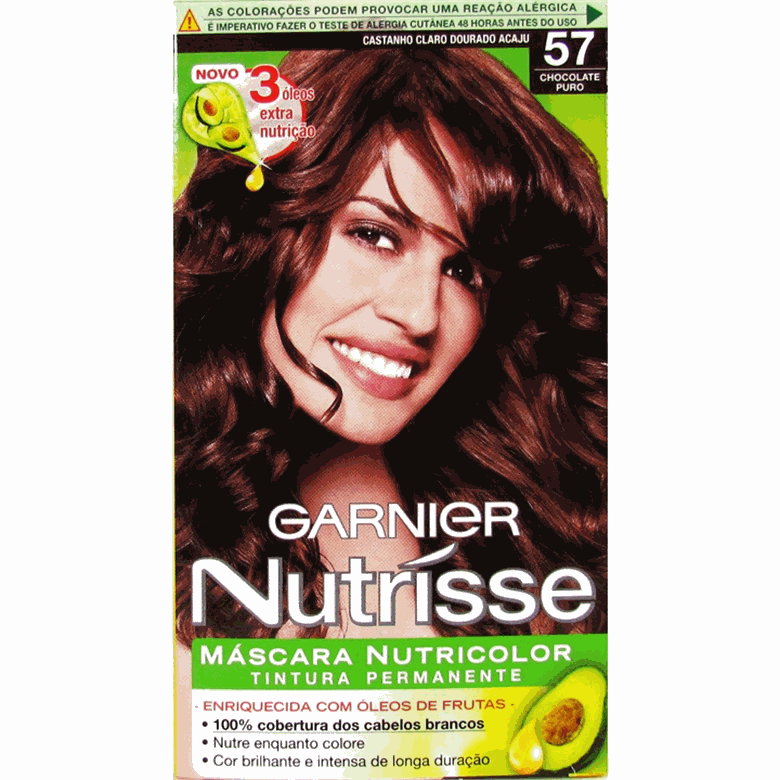 AS COLORAÇÕES PODEM PROVOCAR UMA REAÇÃO ALÉRGICA
É IMPERATIVO FAZER O TESTE DE ALERGIA CUTÂNEA 48 HORAS ANTES DO USO
CASTANHO CLARO DOURADO ACAJU
57
CHOCOLATE
PURO
NOVO
3 óleos
extra
nutrição
GARNIER
Nutrisse
MÁSCARA NUTRICOLOR
TINTURA PERMANENTE
- ENRIQUECIDA COM ÓLEOS DE FRUTAS -
• 100% cobertura dos cabelos brancos
• Nutre enquanto colore
• Cor brilhante e intensa de longa duração